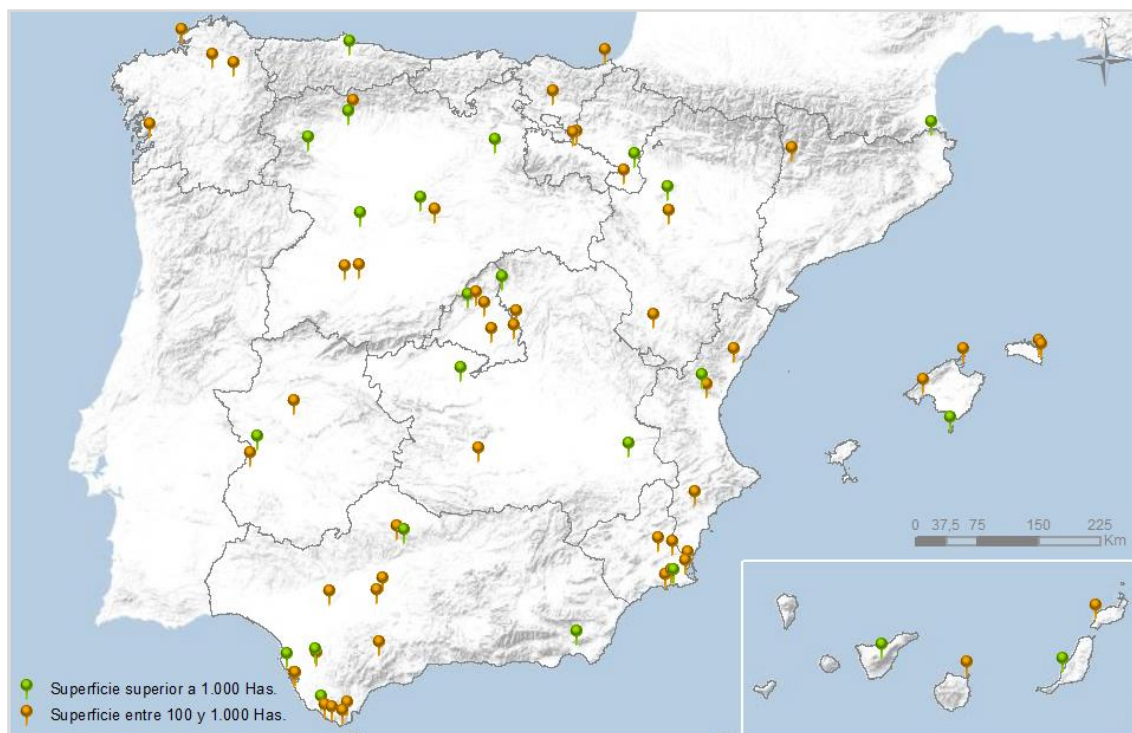 N
0 37,5 75 150 225
Km
Superficie superior a 1.000 Has.
Superficie entre 100 y 1.000 Has.